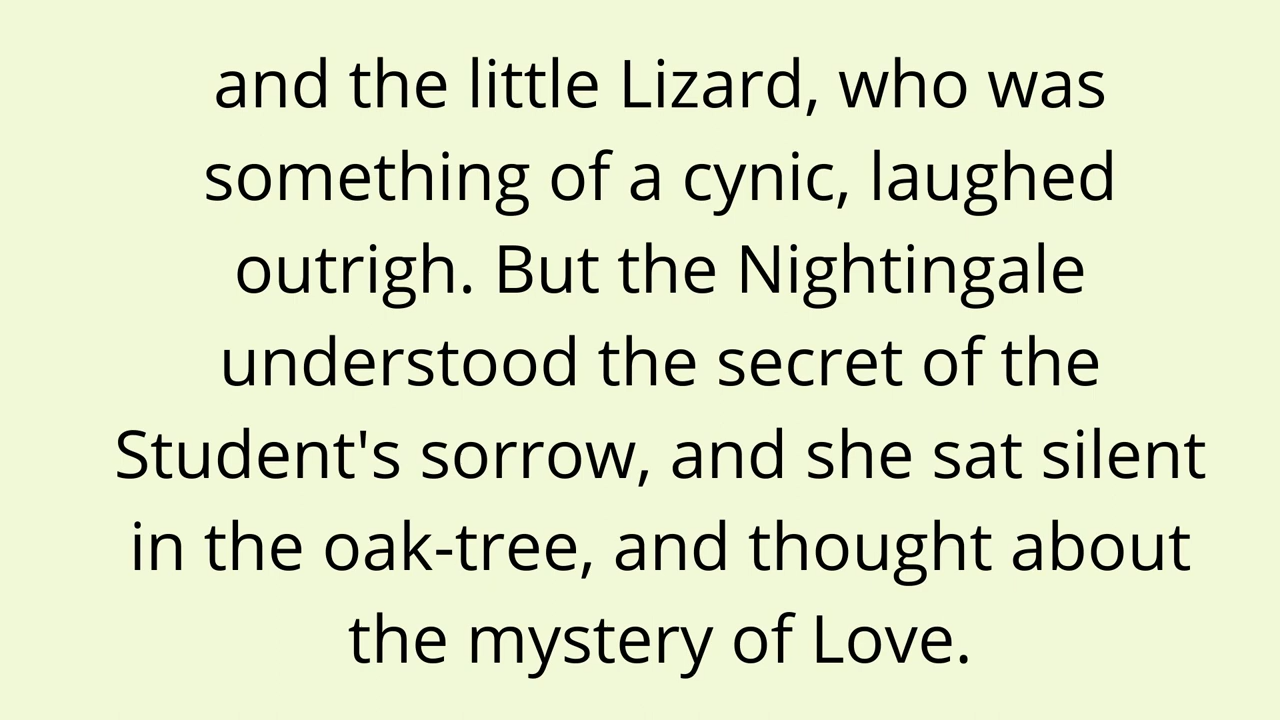 and the little Lizard, who was
something of a cynic, laughed
outrigh. But the Nightingale
understood the secret of the
Student's sorrow, and she sat silent
in the oak-tree, and thought about
the mystery of Love.